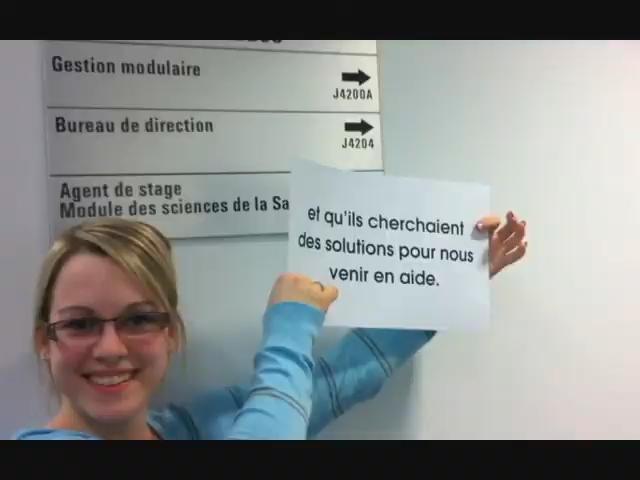 Gestion modulaire
J4200A
Bureau de direction
J4204
Agent de stage
Module des sciences de la Sa
et qu'ils cherchaient
des solutions pour nous
venir en aide.